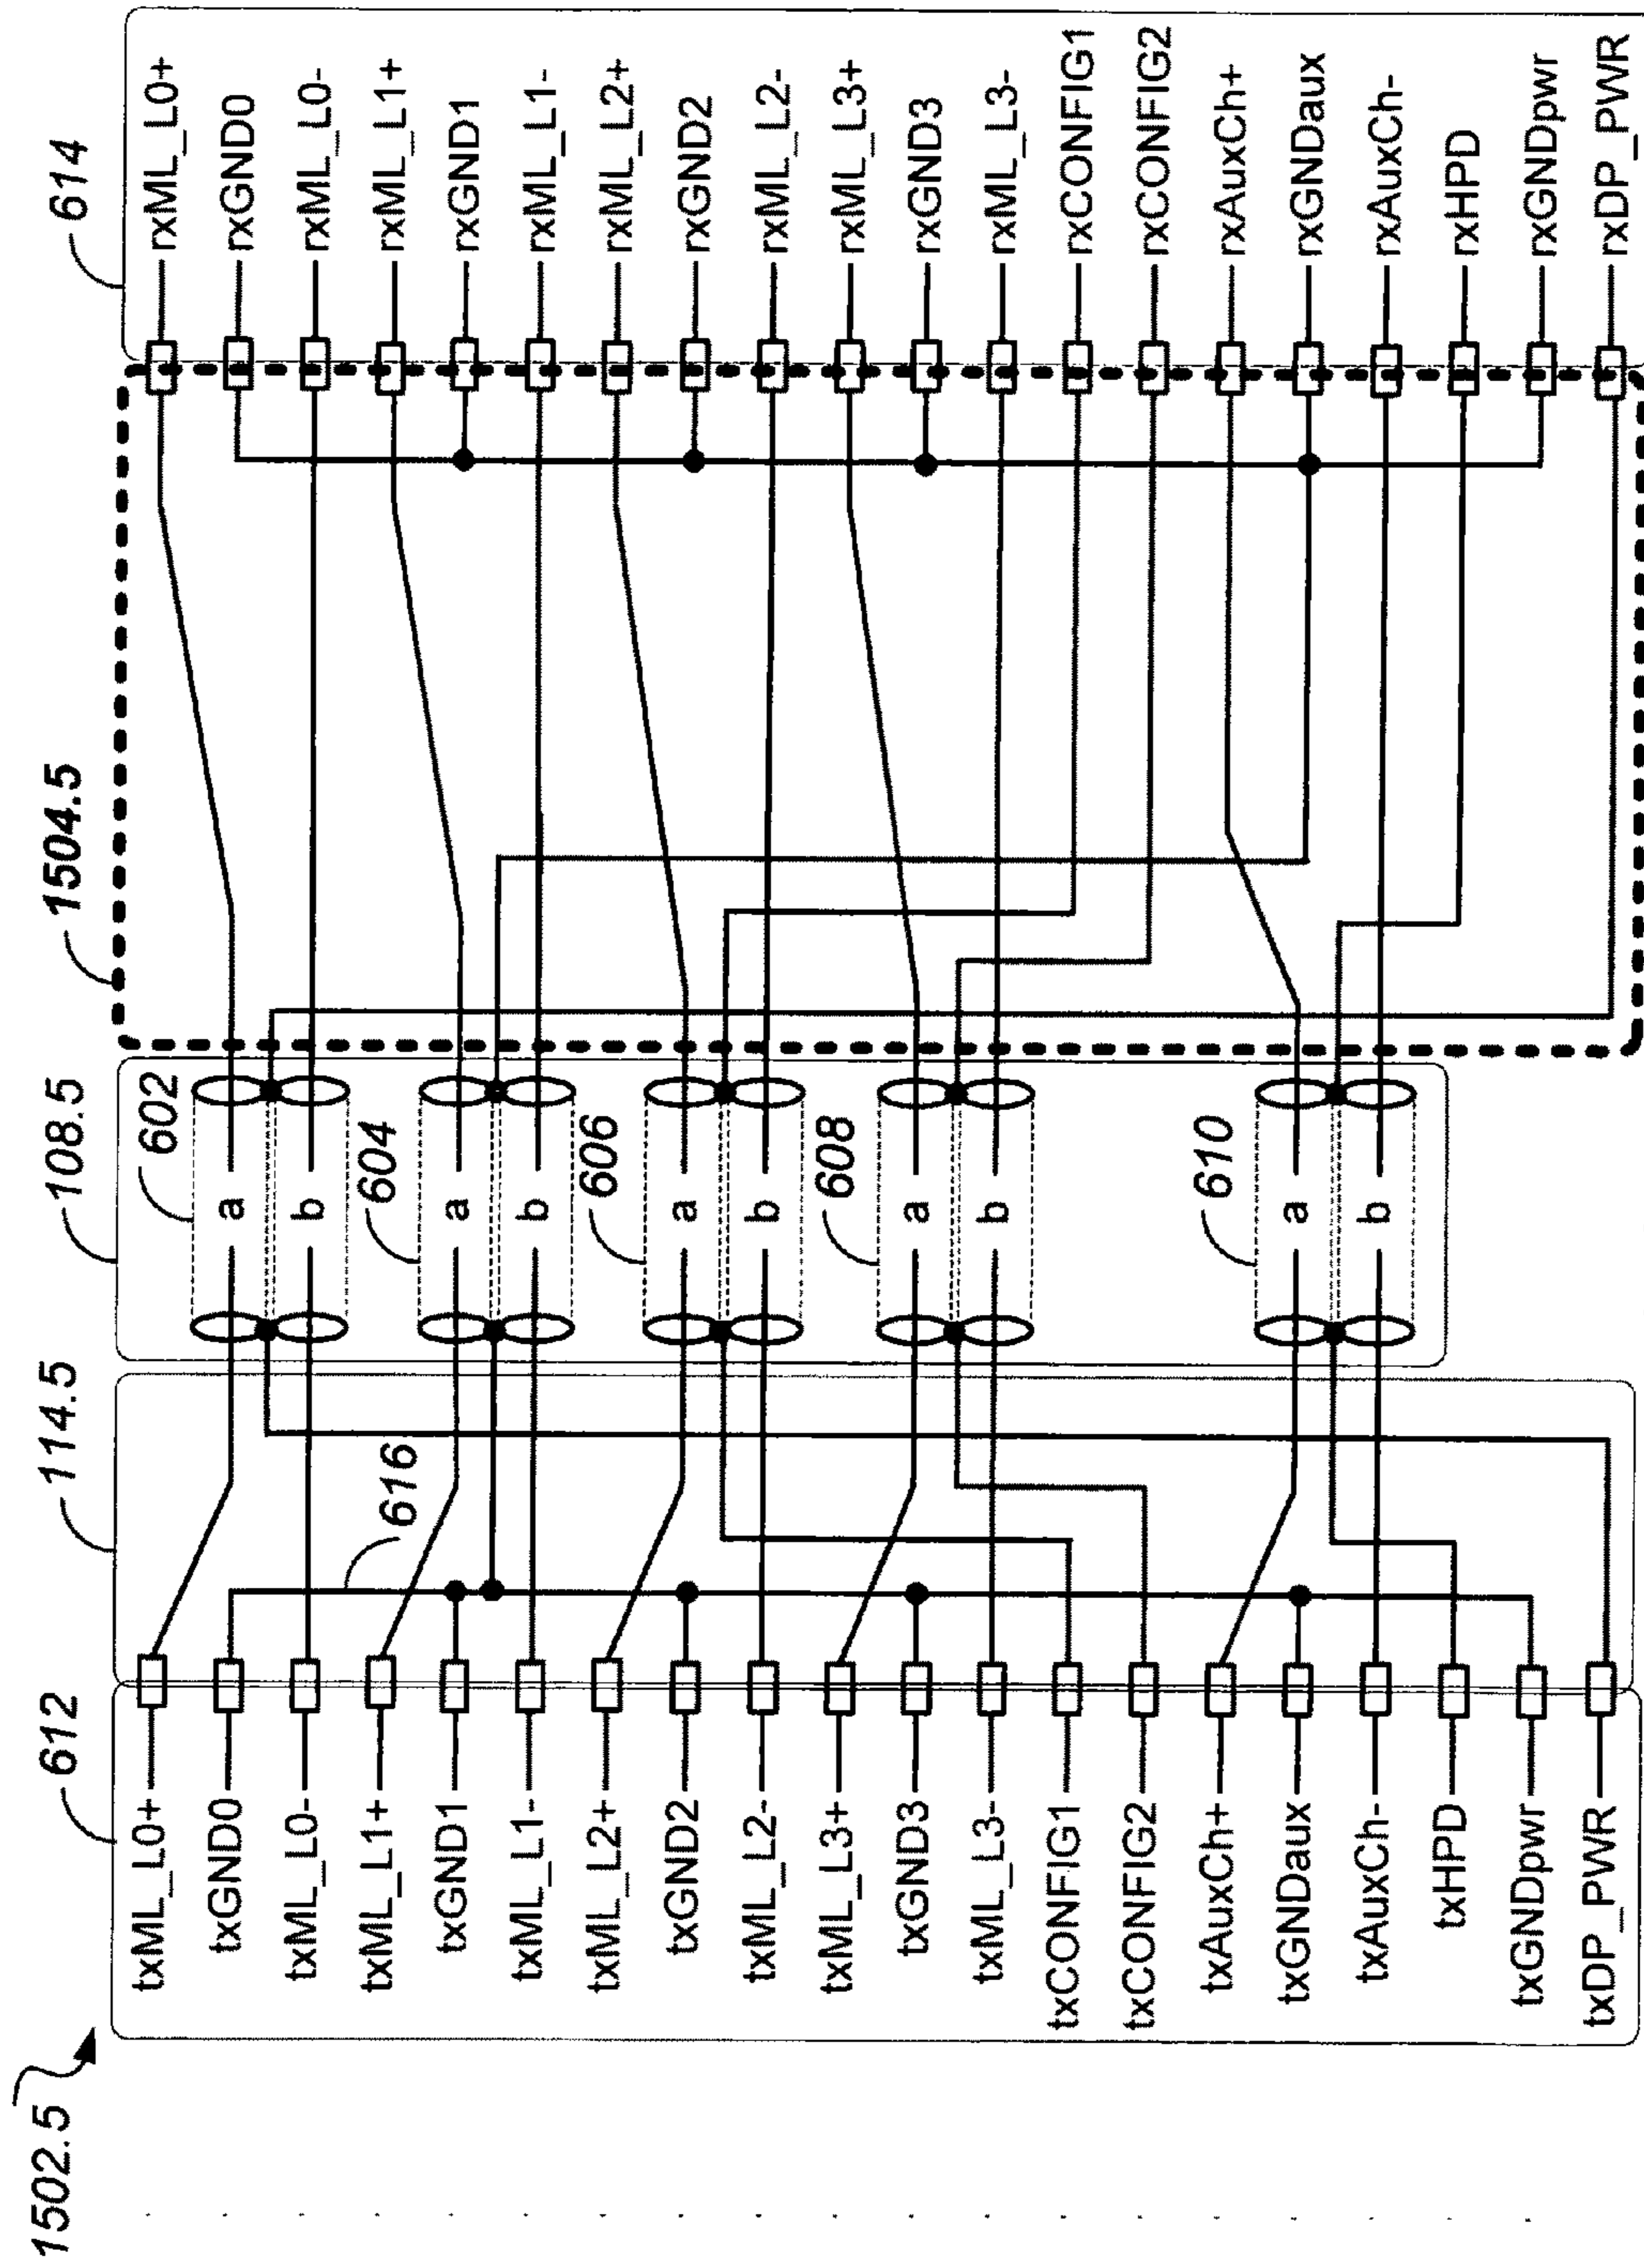 1502.5
612
114.5
108.5
1504.5
614
txML_L0+
txGND0
txML_L0-
txML_L1+
txGND1
txML_L1-
txML_L2+
txGND2
txML_L2-
txML_L3+
txGND3
txML_L3-
txCONFIG1
txCONFIG2
txAuxCh+
txGNDaux
txAuxCh-
txHPD
txGNDpwr
txDP_PWR
616
602
a
b
604
a
b
606
a
b
608
a
b
610
a
b
rxML_L0+
rxGND0
rxML_L0-
rxML_L1+
rxGND1
rxML_L1-
rxML_L2+
rxGND2
rxML_L2-
rxML_L3+
rxGND3
rxML_L3-
rxCONFIG1
rxCONFIG2
rxAuxCh+
rxGNDaux
rxAuxCh-
rxHPD
rxGNDpwr
rxDP_PWR